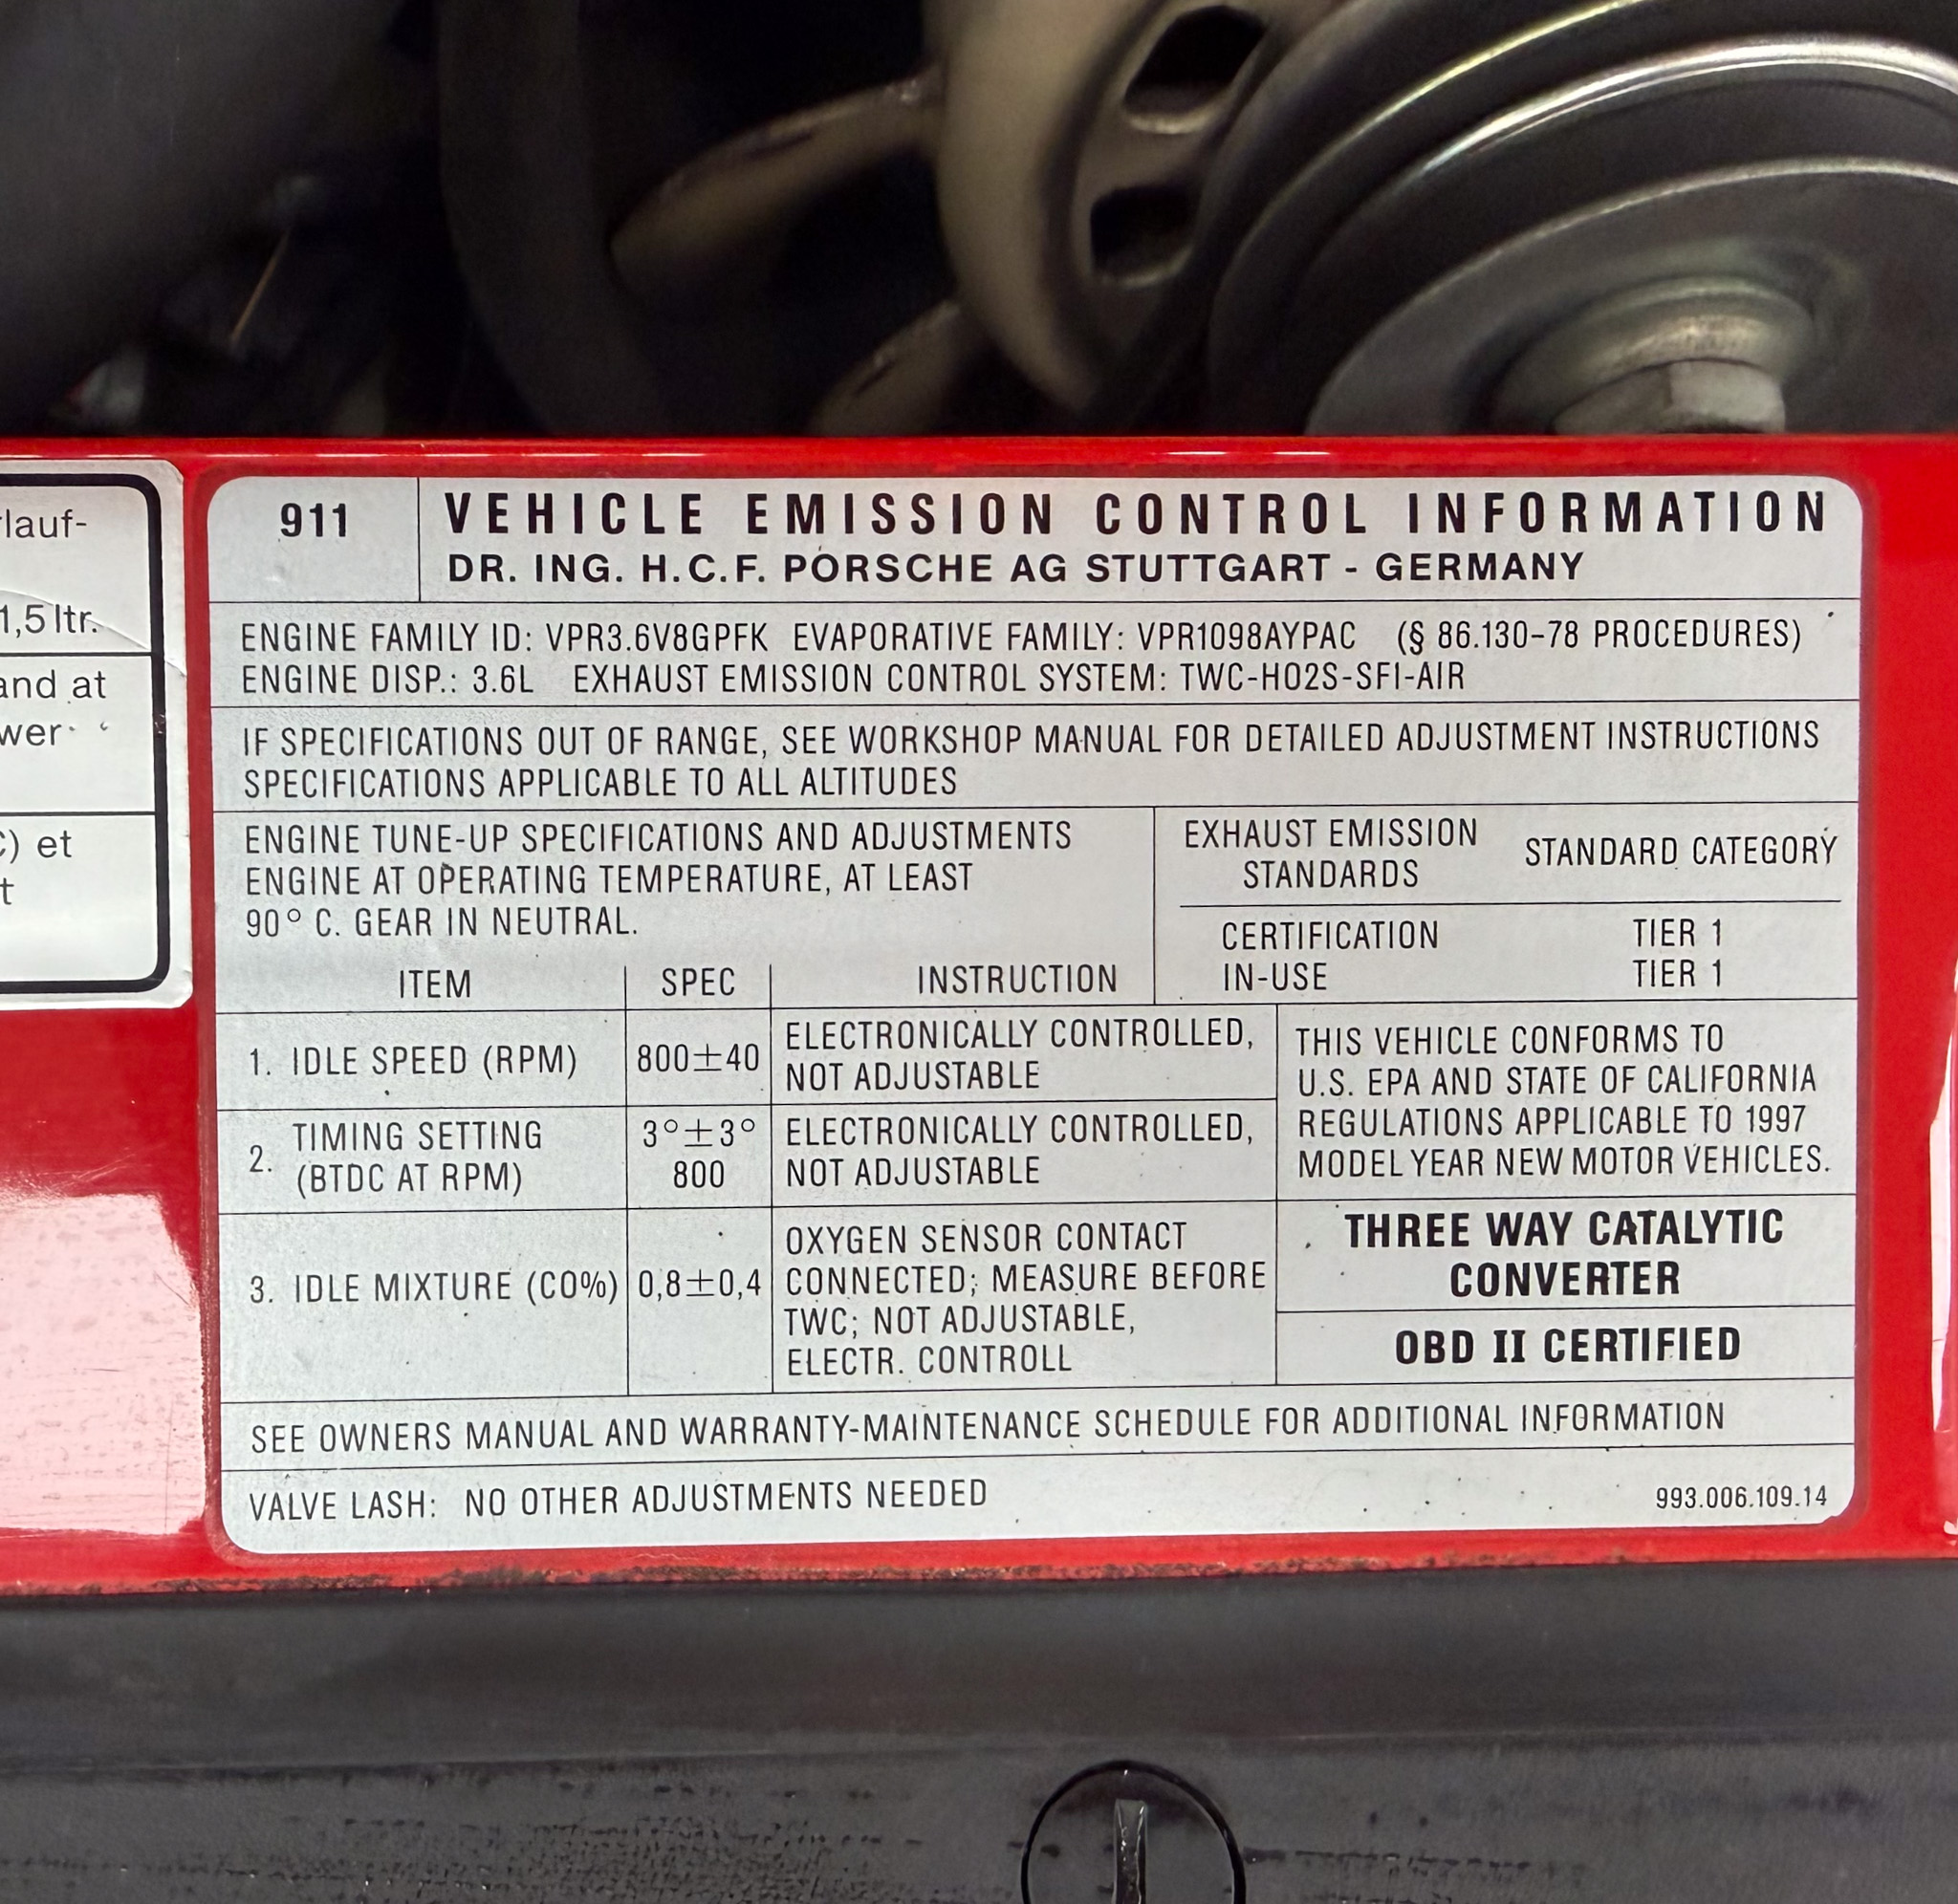 lauf-
1,5 ltr.
and at
wer
et
t
911
VEHICLE EMISSION CONTROL INFORMATION
DR. ING. H.C.F. PORSCHE AG STUTTGART - GERMANY
ENGINE FAMILY ID: VPR3.6V8GPFK EVAPORATIVE FAMILY: VPR1098AYPAC (§ 86.130-78 PROCEDURES)
ENGINE DISP.: 3.6L EXHAUST EMISSION CONTROL SYSTEM: TWC-HO2S-SFI-AIR
IF SPECIFICATIONS OUT OF RANGE, SEE WORKSHOP MANUAL FOR DETAILED ADJUSTMENT INSTRUCTIONS
SPECIFICATIONS APPLICABLE TO ALL ALTITUDES
ENGINE TUNE-UP SPECIFICATIONS AND ADJUSTMENTS
ENGINE AT OPERATING TEMPERATURE, AT LEAST
90° C. GEAR IN NEUTRAL.
EXHAUST EMISSION STANDARDS STANDARD CATEGORY
CERTIFICATION TIER 1
IN-USE TIER 1
ITEM SPEC INSTRUCTION
1. IDLE SPEED (RPM) 800±40 ELECTRONICALLY CONTROLLED,
NOT ADJUSTABLE
2. TIMING SETTING 3°±3° ELECTRONICALLY CONTROLLED,
(BTDC AT RPM) 800 NOT ADJUSTABLE
3. IDLE MIXTURE (CO%) 0,8±0,4 OXYGEN SENSOR CONTACT
CONNECTED; MEASURE BEFORE
TWC; NOT ADJUSTABLE,
ELECTR. CONTROLL
THIS VEHICLE CONFORMS TO
U.S. EPA AND STATE OF CALIFORNIA
REGULATIONS APPLICABLE TO 1997
MODEL YEAR NEW MOTOR VEHICLES.
THREE WAY CATALYTIC
CONVERTER
OBD II CERTIFIED
SEE OWNERS MANUAL AND WARRANTY-MAINTENANCE SCHEDULE FOR ADDITIONAL INFORMATION
VALVE LASH: NO OTHER ADJUSTMENTS NEEDED
993.006.109.14